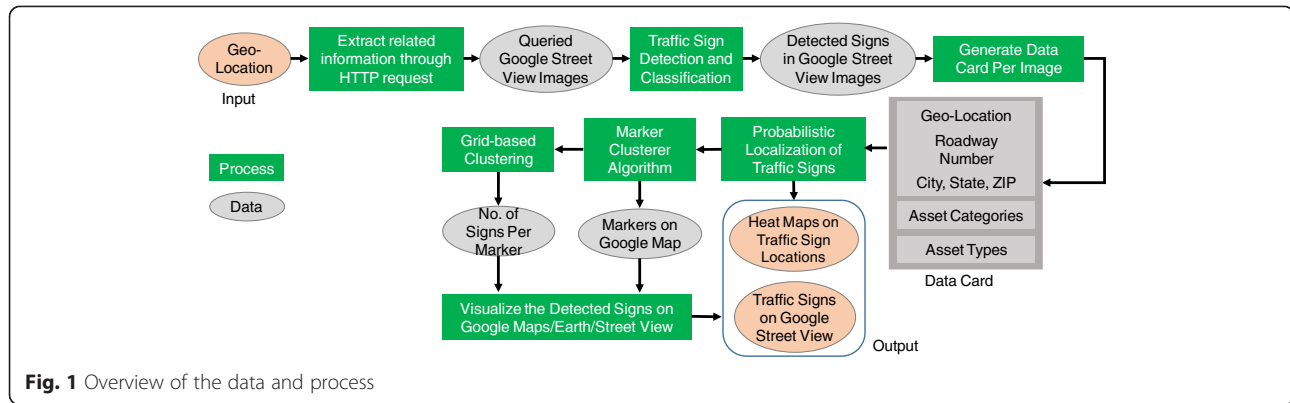 Geo-
Location
Input
Extract related
information through
HTTP request
Queried
Google Street
View Images
Traffic Sign
Detection and
Classification
Detected Signs
in Google Street
View Images
Generate Data
Card Per Image
Geo-Location
Roadway
Number
City, State, ZIP
Asset Categories
Asset Types
Data Card
Probabilistic
Localization of
Traffic Signs
Marker
Clusterer
Algorithm
Grid-based
Clustering
Process
Data
No. of
Signs Per
Marker
Markers on
Google Map
Heat Maps on
Traffic Sign
Locations
Visualize the Detected Signs on
Google Maps/Earth/Street View
Traffic Signs
on Google
Street View
Output
Fig. 1 Overview of the data and process